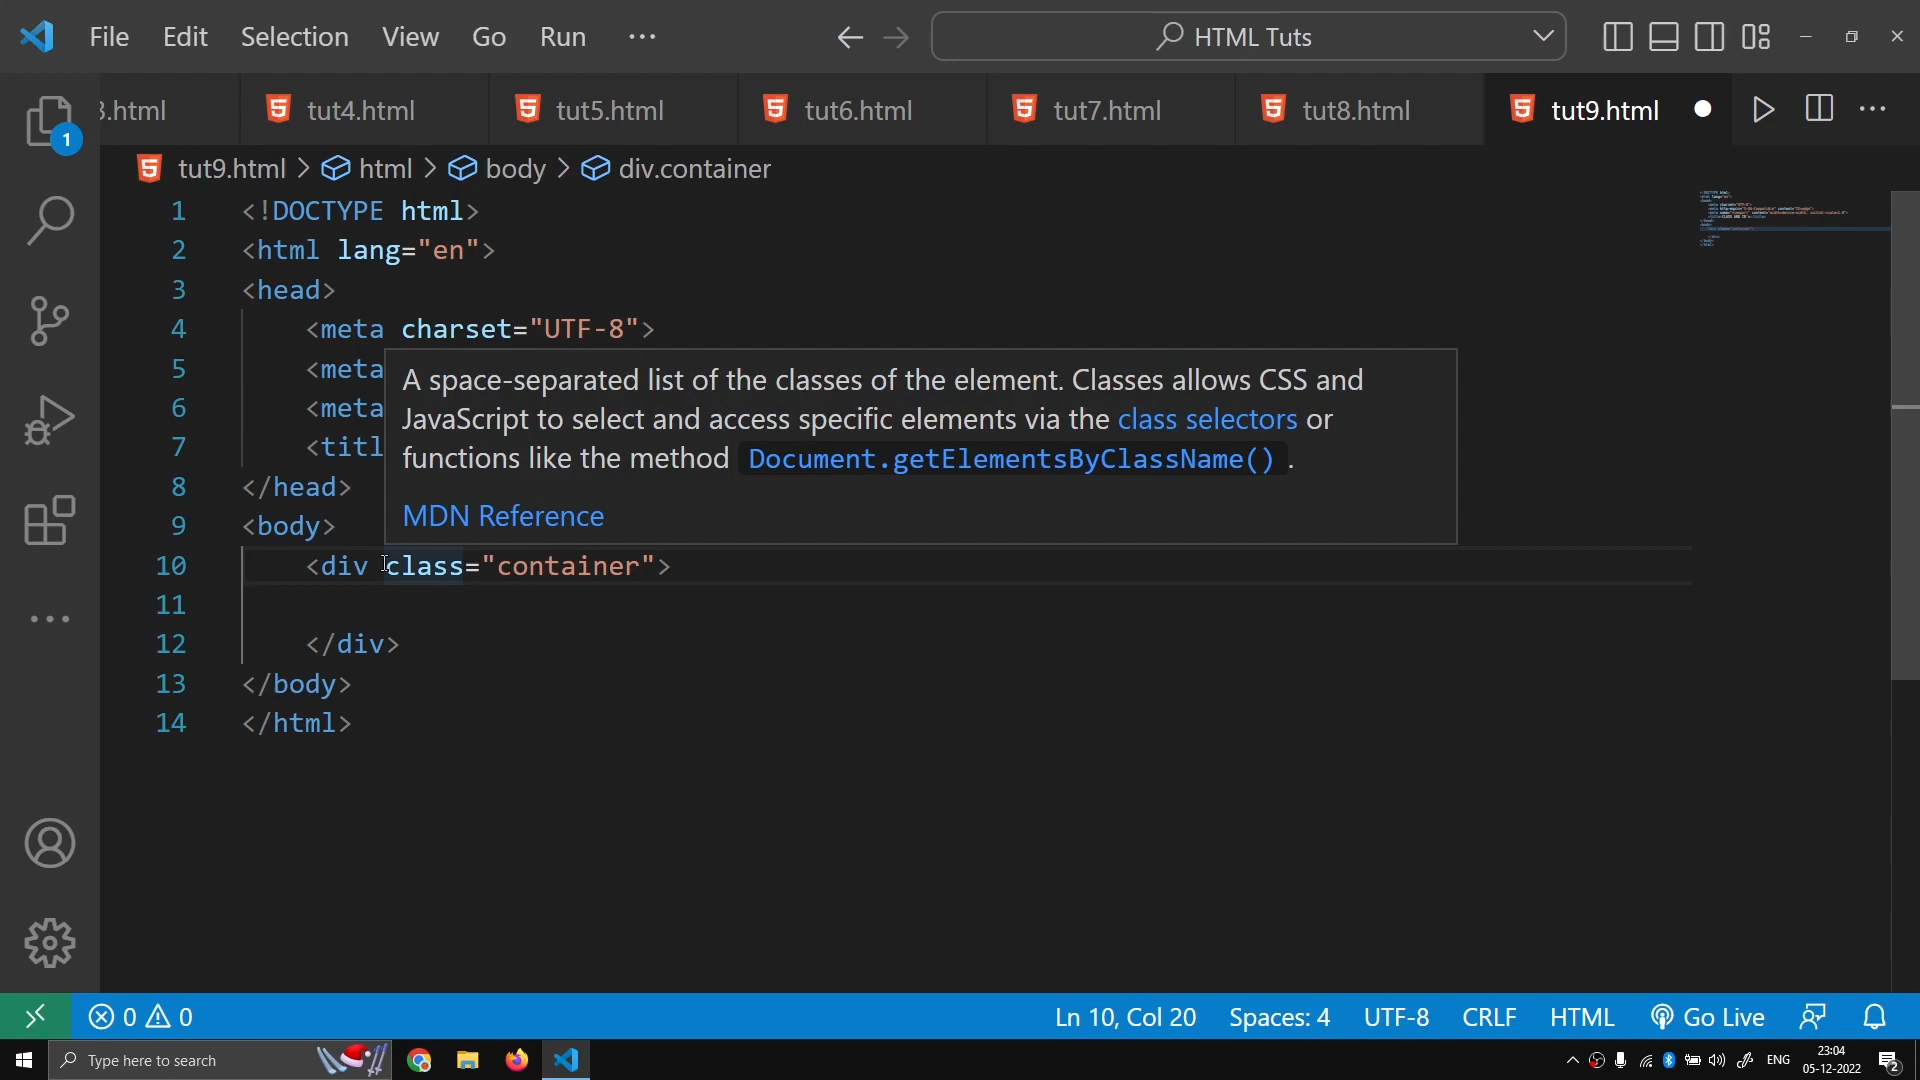 File Edit Selection View Go Run ··· HTML Tuts
3.html tut4.html tut5.html tut6.html tut7.html tut8.html tut9.html
1
tut9.html > html > body > div.container
1 <!DOCTYPE html>
2 <html lang="en">
3 <head>
4 <meta charset="UTF-8">
5 <meta
6 <meta
7 <titl
8 </head>
9 <body>
A space-separated list of the classes of the element. Classes allows CSS and
JavaScript to select and access specific elements via the class selectors or
functions like the method Document.getElementsByClassName() .
MDN Reference
10 <div class="container">
11
12 </div>
13 </body>
14 </html>
0 0 Ln 10, Col 20 Spaces: 4 UTF-8 CRLF HTML Go Live
Type here to search ENG 23:04
05-12-2022 2